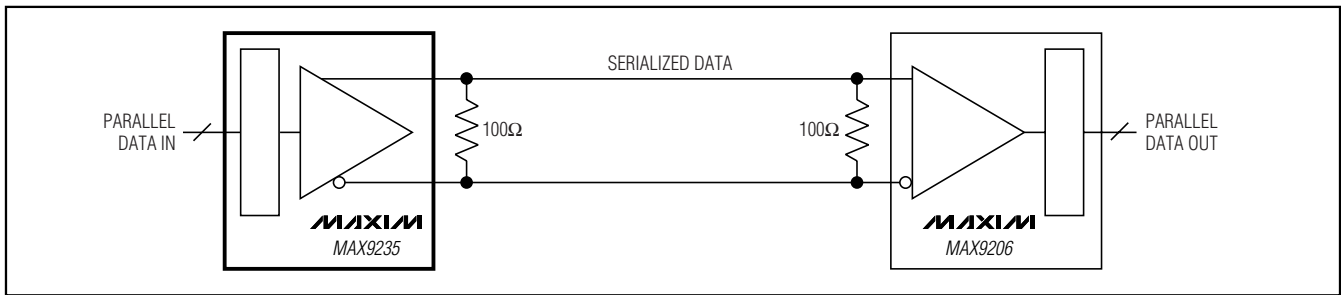 SERIALIZED DATA
PARALLEL
DATA IN
100Ω
100Ω
PARALLEL
DATA OUT
MAXIM
MAX9235
MAXIM
MAX9206